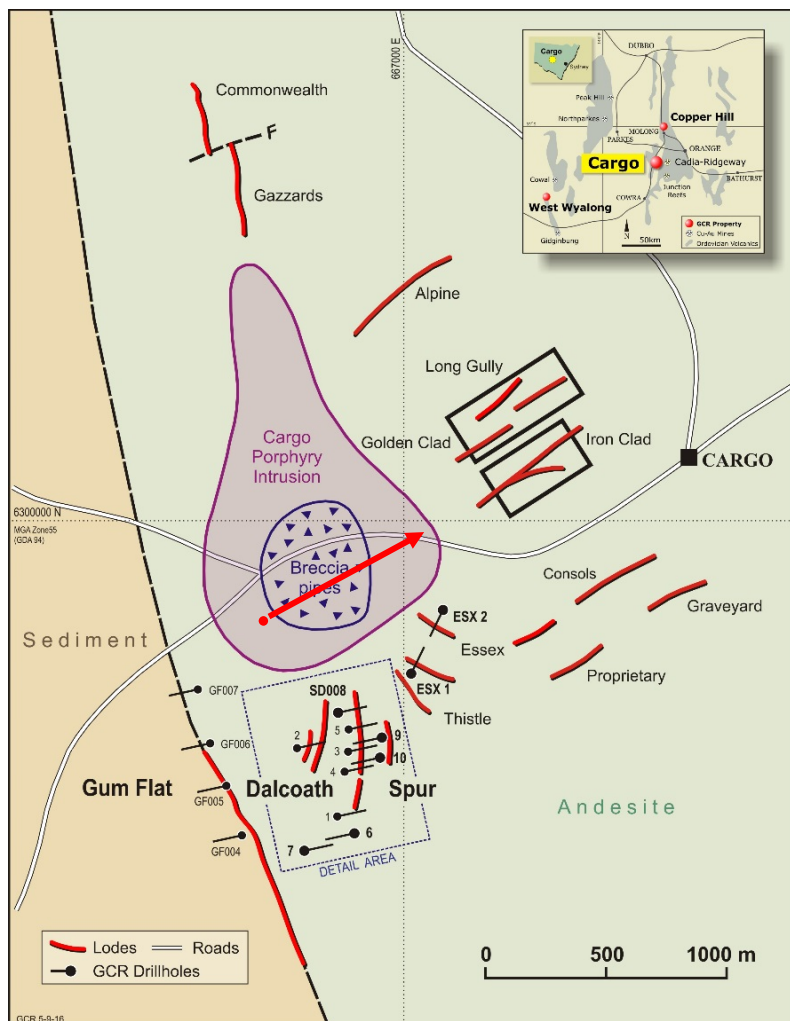 Commonwealth
F
Gazzards
667000 E
Cargo
Sydney
DUBBO
Peak Hill
Northparkes
Copper Hill
MOLONG
PARKES
ORANGE
Cargo
Cadia-Ridgeway
BATHURST
Cowal
Junction
Reefs
COWRA
West Wyalong
Gidginbung
N
50km
GCR Property
Cu-Au Mines
Ordovician Volcanics
Alpine
Long Gully
Golden Clad
Iron Clad
CARGO
Cargo
Porphyry
Intrusion
6300000 N
MGA Zone55
(GDA 94)
Breccia
pipes
Consols
Graveyard
Sediment
ESX 2
Essex
ESX 1
Proprietary
Thistle
GF007
SD008
GF006
5
2
9
3
10
4
Gum Flat
GF005
Dalcoath
Spur
Andesite
1
GF004
6
7
DETAIL AREA
Lodes
Roads
GCR Drillholes
0
500
1000 m
GCR 5-9-16